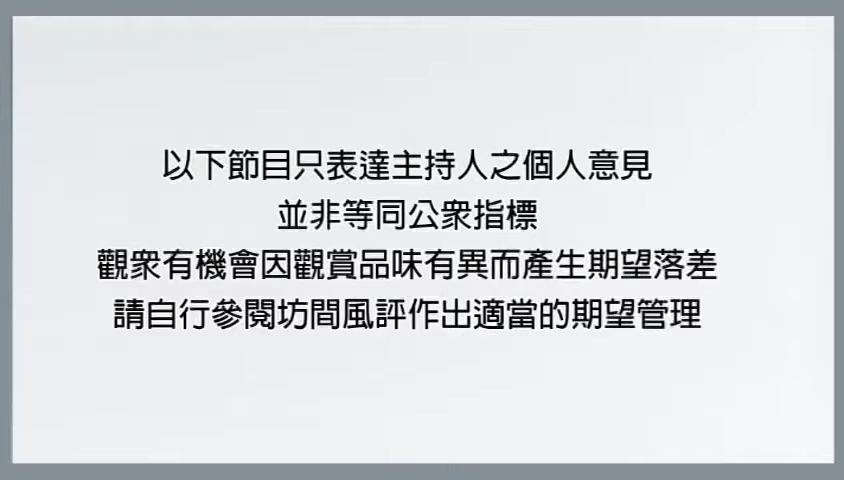 以下節目只表達主持人之個人意見
並非等同公眾指標
觀眾有機會因觀賞品味有異而產生期望落差
請自行參閱坊間風評作出適當的期望管理